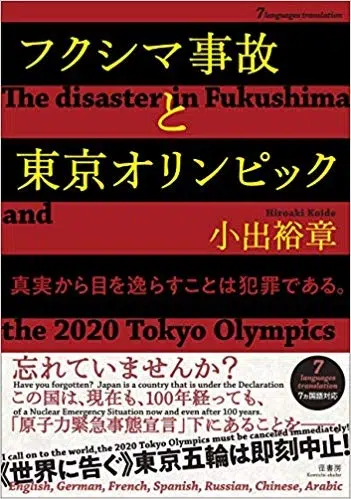 7 languages translation
フクシマ事故
The disaster in Fukushima
と
東京オリンピック
and
Hiroaki Koide
小出裕章
真実から目を逸らすことは犯罪である。
the 2020 Tokyo Olympics
忘れていませんか?
Have you forgotten? Japan is a country that is under the Declaration
この国は、現在も、100年経っても、
of a Nuclear Emergency Situation now and even after 100 years.
「原子力緊急事態宣言」下にあることを――
7
languages
translation
7ヵ国語対応
I call on to the world,the 2020 Tokyo Olympics must be canceled immediately!
《世界に告ぐ》東京五輪は即刻中止!
径書房
Komichi-shobo
English, German, French, Spanish, Russian, Chinese, Arabic